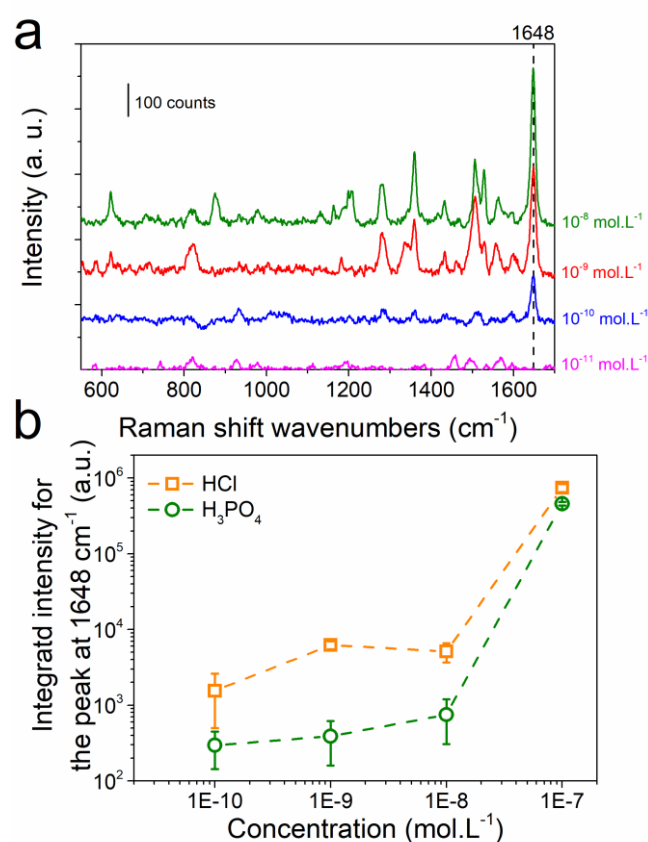 a
1648
100 counts
Intensity (a. u.)
10⁻⁸ mol.L⁻¹
10⁻⁹ mol.L⁻¹
10⁻¹⁰ mol.L⁻¹
10⁻¹¹ mol.L⁻¹
600 800 1000 1200 1400 1600
Raman shift wavenumbers (cm⁻¹)
b
Integratd intensity for
the peak at 1648 cm⁻¹ (a.u.)
HCl
H₃PO₄
10⁶
10⁵
10⁴
10³
10²
1E-10 1E-9 1E-8 1E-7
Concentration (mol.L⁻¹)